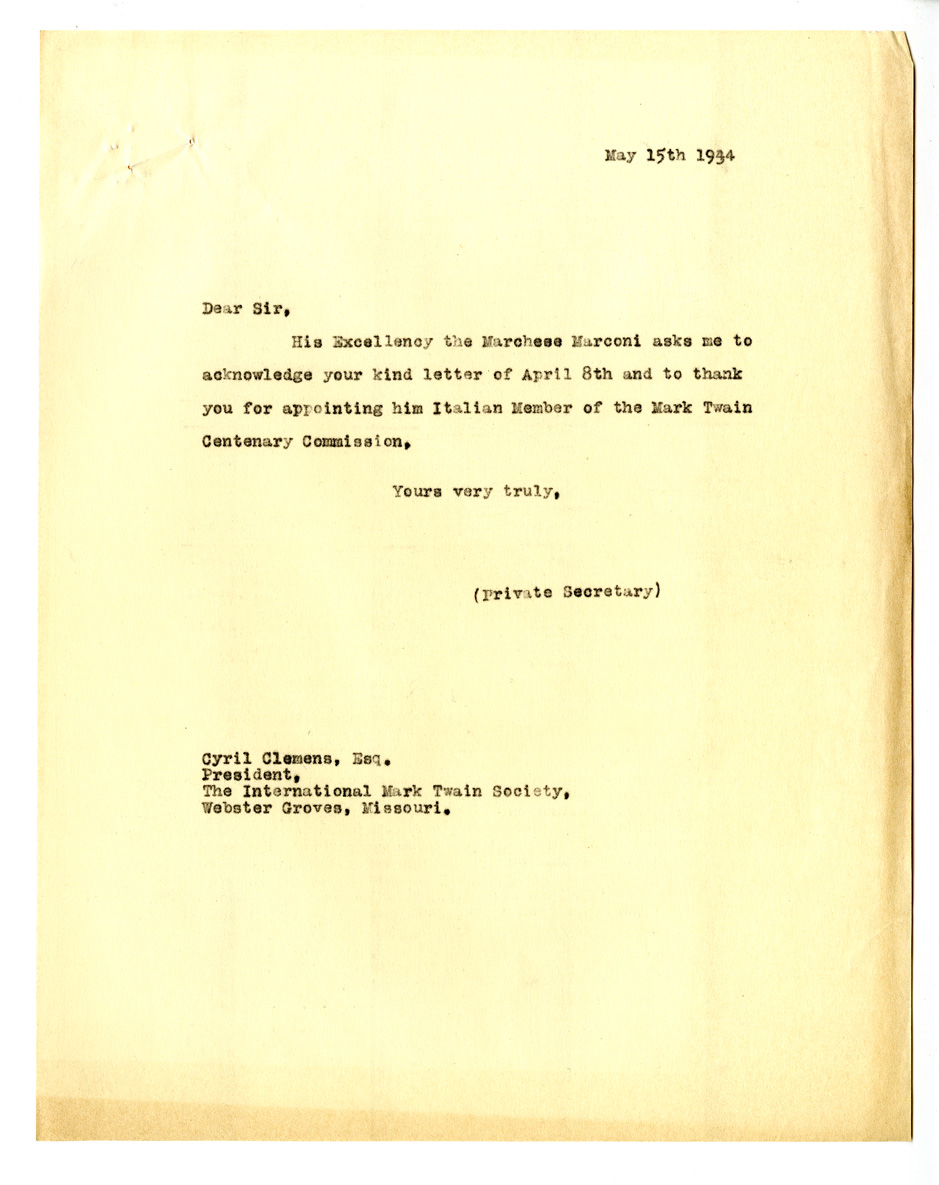 May 15th 1934
Dear Sir,
His Excellency the Marchese Marconi asks me to
acknowledge your kind letter of April 8th and to thank
you for appointing him Italian Member of the Mark Twain
Centenary Commission.
Yours very truly,
(Private Secretary)
Cyril Clemens, Esq.
President,
The International Mark Twain Society,
Webster Groves, Missouri.